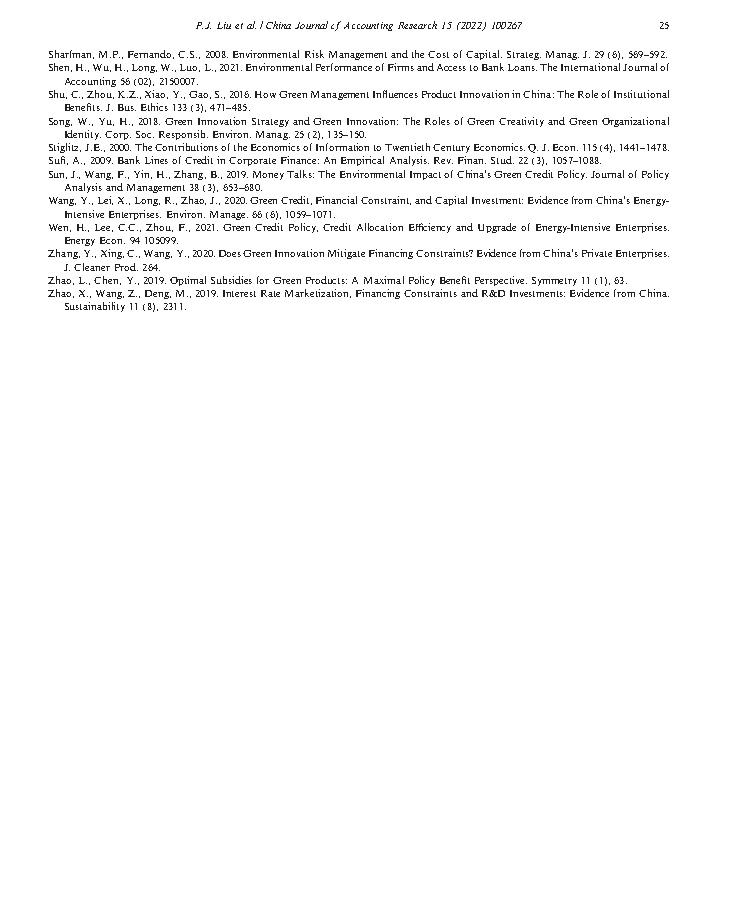 P.J. Liu et al. / China Journal of Accounting Research 15 (2022) 100267 25
Sharfman, M.P., Fernando, C.S., 2008. Environmental Risk Management and the Cost of Capital. Strateg. Manag. J. 29 (6), 569–592.
Shen, H., Wu, H., Long, W., Luo, L., 2021. Environmental Performance of Firms and Access to Bank Loans. The International Journal of
Accounting 56 (02), 2150007.
Shu, C., Zhou, K.Z., Xiao, Y., Gao, S., 2016. How Green Management Influences Product Innovation in China: The Role of Institutional
Benefits. J. Bus. Ethics 133 (3), 471–485.
Song, W., Yu, H., 2018. Green Innovation Strategy and Green Innovation: The Roles of Green Creativity and Green Organizational
Identity. Corp. Soc. Responsib. Environ. Manag. 25 (2), 135–150.
Stiglitz, J.E., 2000. The Contributions of the Economics of Information to Twentieth Century Economics. Q. J. Econ. 115 (4), 1441–1478.
Sufi, A., 2009. Bank Lines of Credit in Corporate Finance: An Empirical Analysis. Rev. Finan. Stud. 22 (3), 1057–1088.
Sun, J., Wang, F., Yin, H., Zhang, B., 2019. Money Talks: The Environmental Impact of China's Green Credit Policy. Journal of Policy
Analysis and Management 38 (3), 653–680.
Wang, Y., Lei, X., Long, R., Zhao, J., 2020. Green Credit, Financial Constraint, and Capital Investment: Evidence from China's Energy-
Intensive Enterprises. Environ. Manage. 66 (6), 1059–1071.
Wen, H., Lee, C.C., Zhou, F., 2021. Green Credit Policy, Credit Allocation Efficiency and Upgrade of Energy-Intensive Enterprises.
Energy Econ. 94 105099.
Zhang, Y., Xing, C., Wang, Y., 2020. Does Green Innovation Mitigate Financing Constraints? Evidence from China's Private Enterprises.
J. Cleaner Prod. 264.
Zhao, L., Chen, Y., 2019. Optimal Subsidies for Green Products: A Maximal Policy Benefit Perspective. Symmetry 11 (1), 63.
Zhao, X., Wang, Z., Deng, M., 2019. Interest Rate Marketization, Financing Constraints and R&D Investments: Evidence from China.
Sustainability 11 (8), 2311.